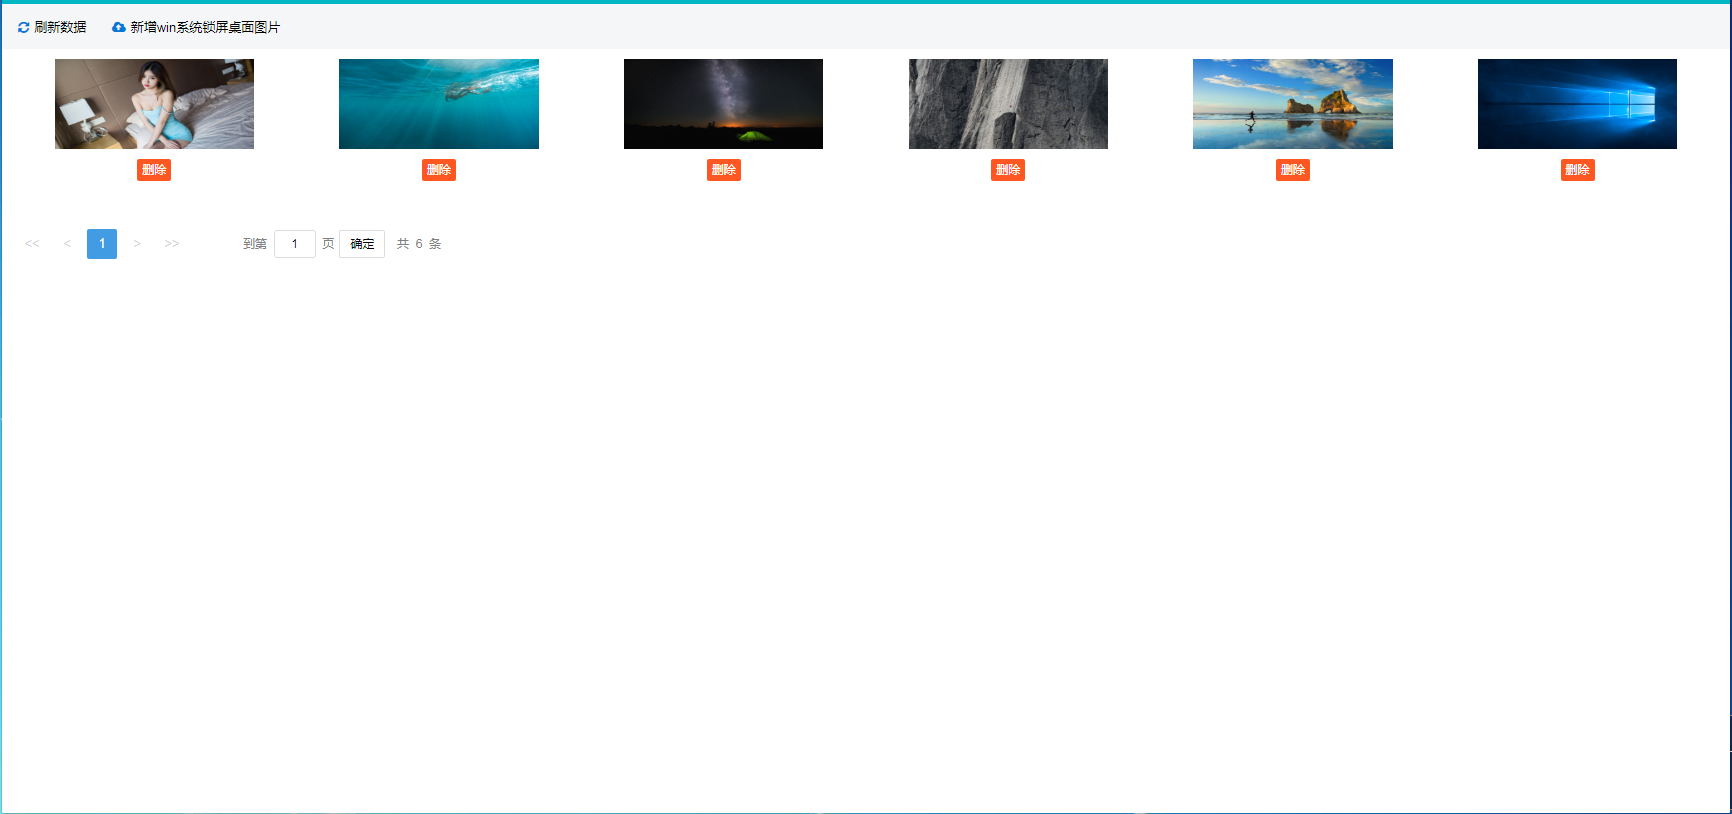 刷新数据 新增win系统锁屏桌面图片
删除 删除 删除 删除 删除 删除
<< < 1 > >> 到第 1 页 确定 共 6 条